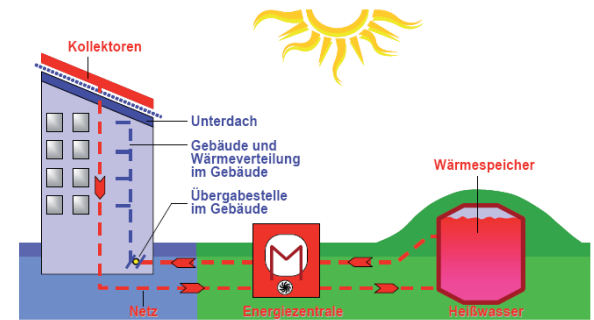 Kollektoren
Unterdach
Gebäude und
Wärmeverteilung
im Gebäude
Wärmespeicher
Übergabestelle
im Gebäude
Netz
Energiezentrale
Heißwasser